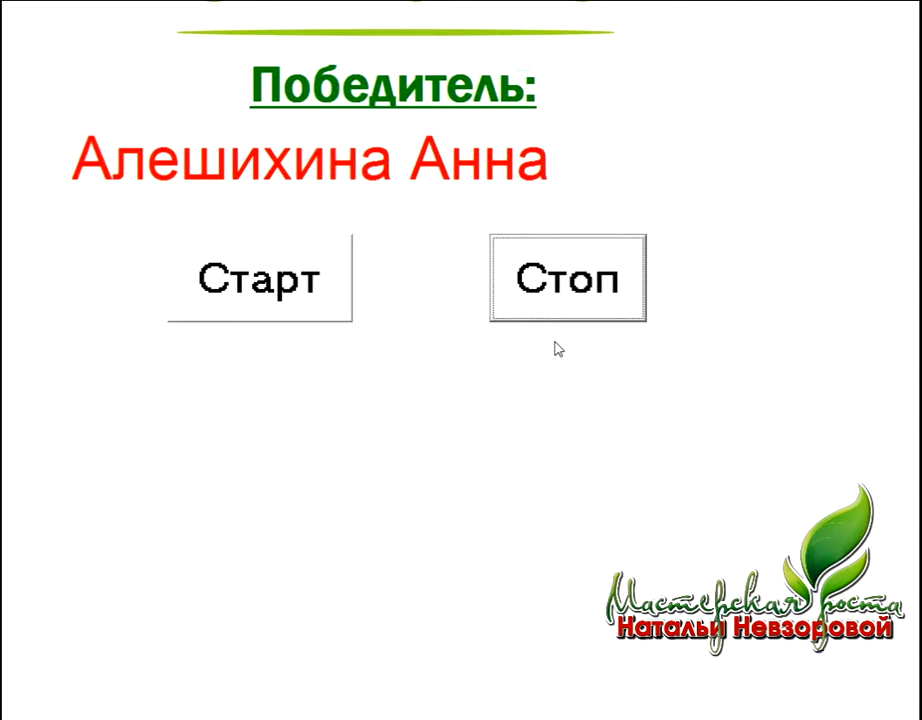 Победитель:
Алешихина Анна
Старт
Стоп
Мастерская роста
Натальи Невзоровой